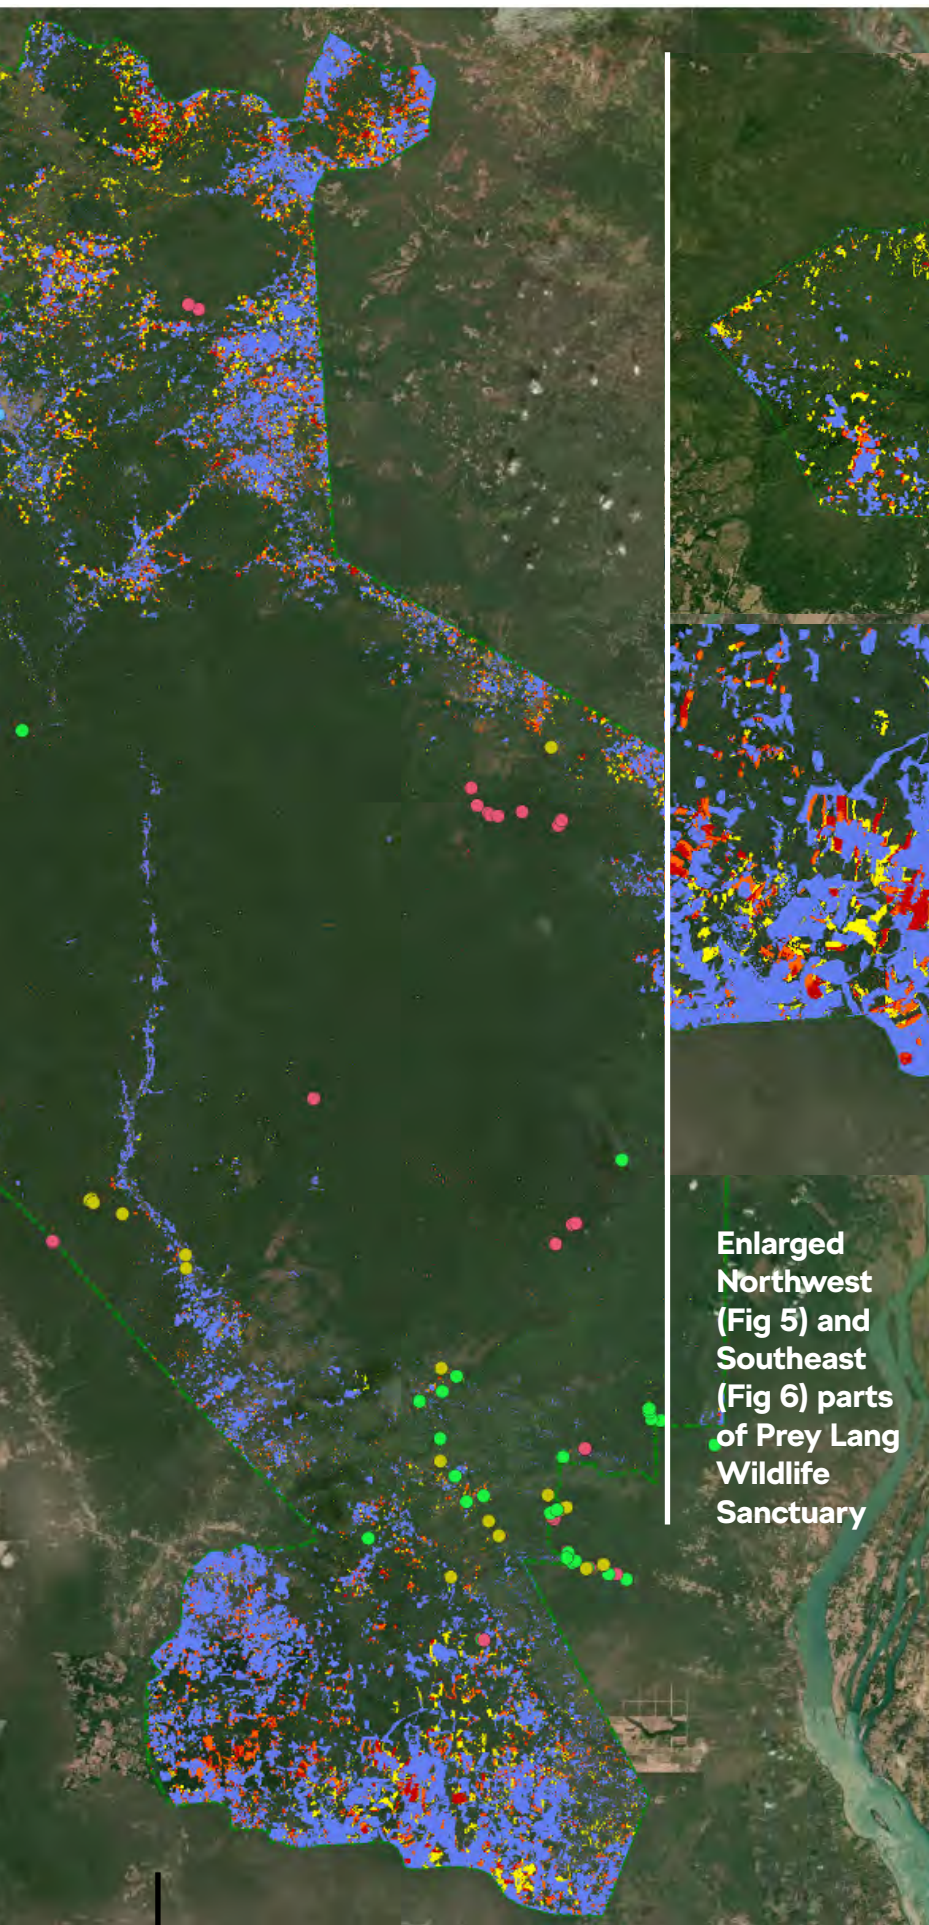 Enlarged
Northwest
(Fig 5) and
Southeast
(Fig 6) parts
of Prey Lang
Wildlife
Sanctuary